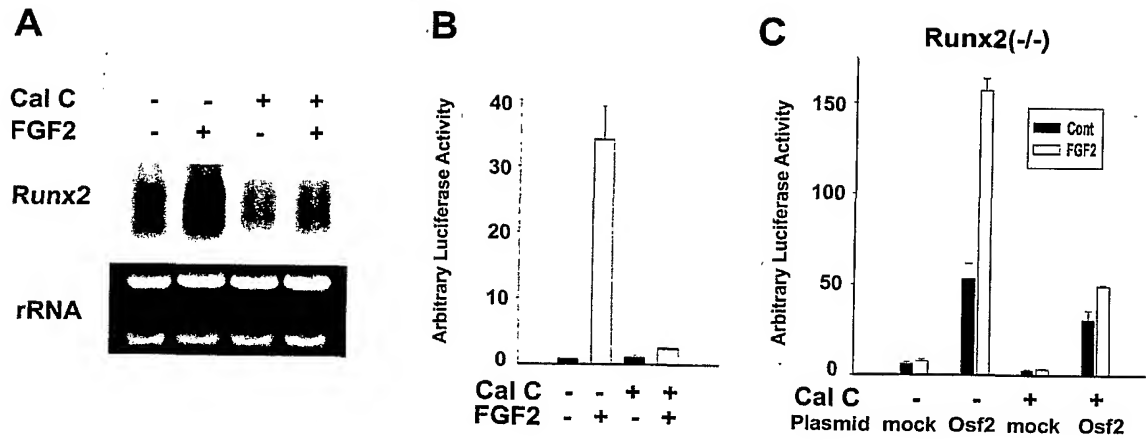 A
Cal C - - + +
FGF2 - + - +
Runx2
rRNA
B
Arbitrary Luciferase Activity
40
30
20
10
0
Cal C - - + +
FGF2 - + - +
C
Runx2(-/-)
Arbitrary Luciferase Activity
150
100
50
0
Cont
FGF2
Cal C - - + +
Plasmid mock Osf2 mock Osf2